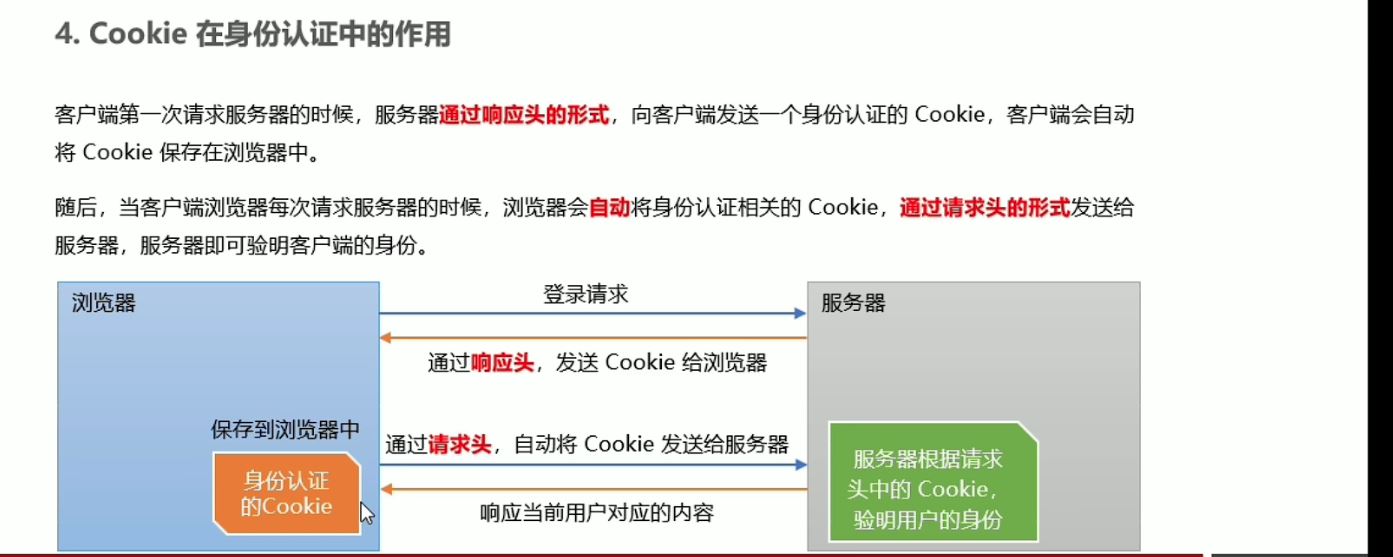 4. Cookie 在身份认证中的作用
客户端第一次请求服务器的时候，服务器通过响应头的形式，向客户端发送一个身份认证的 Cookie，客户端会自动
将 Cookie 保存在浏览器中。
随后，当客户端浏览器每次请求服务器的时候，浏览器会自动将身份认证相关的 Cookie，通过请求头的形式发送给
服务器，服务器即可验明客户端的身份。
浏览器
登录请求
服务器
通过响应头，发送 Cookie 给浏览器
保存到浏览器中
通过请求头，自动将 Cookie 发送给服务器
身份认证
的Cookie
响应当前用户对应的内容
服务器根据请求
头中的 Cookie，
验明用户的身份